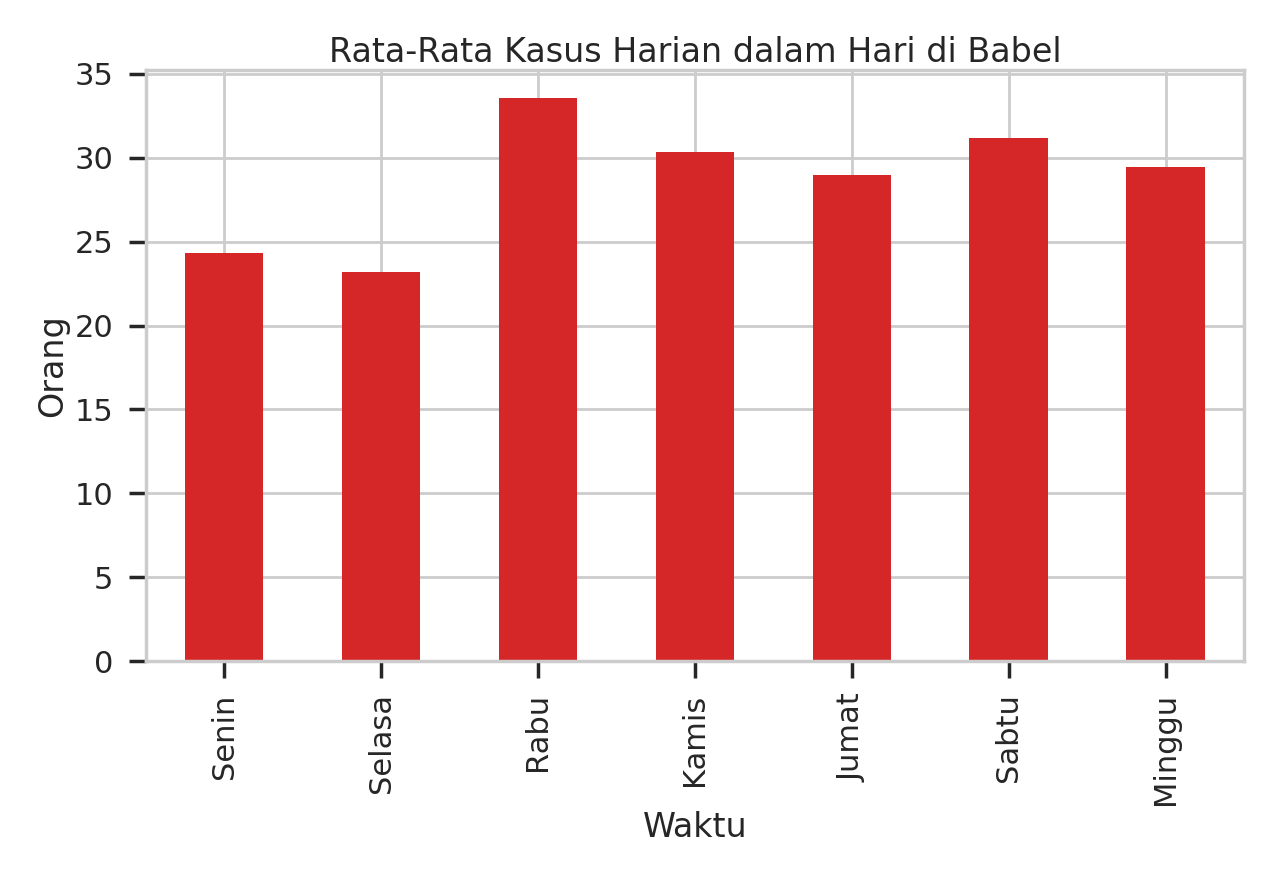 Rata-Rata Kasus Harian dalam Hari di Babel
35
30
25
20
15
10
5
0
Orang
Senin
Selasa
Rabu
Kamis
Jumat
Sabtu
Minggu
Waktu